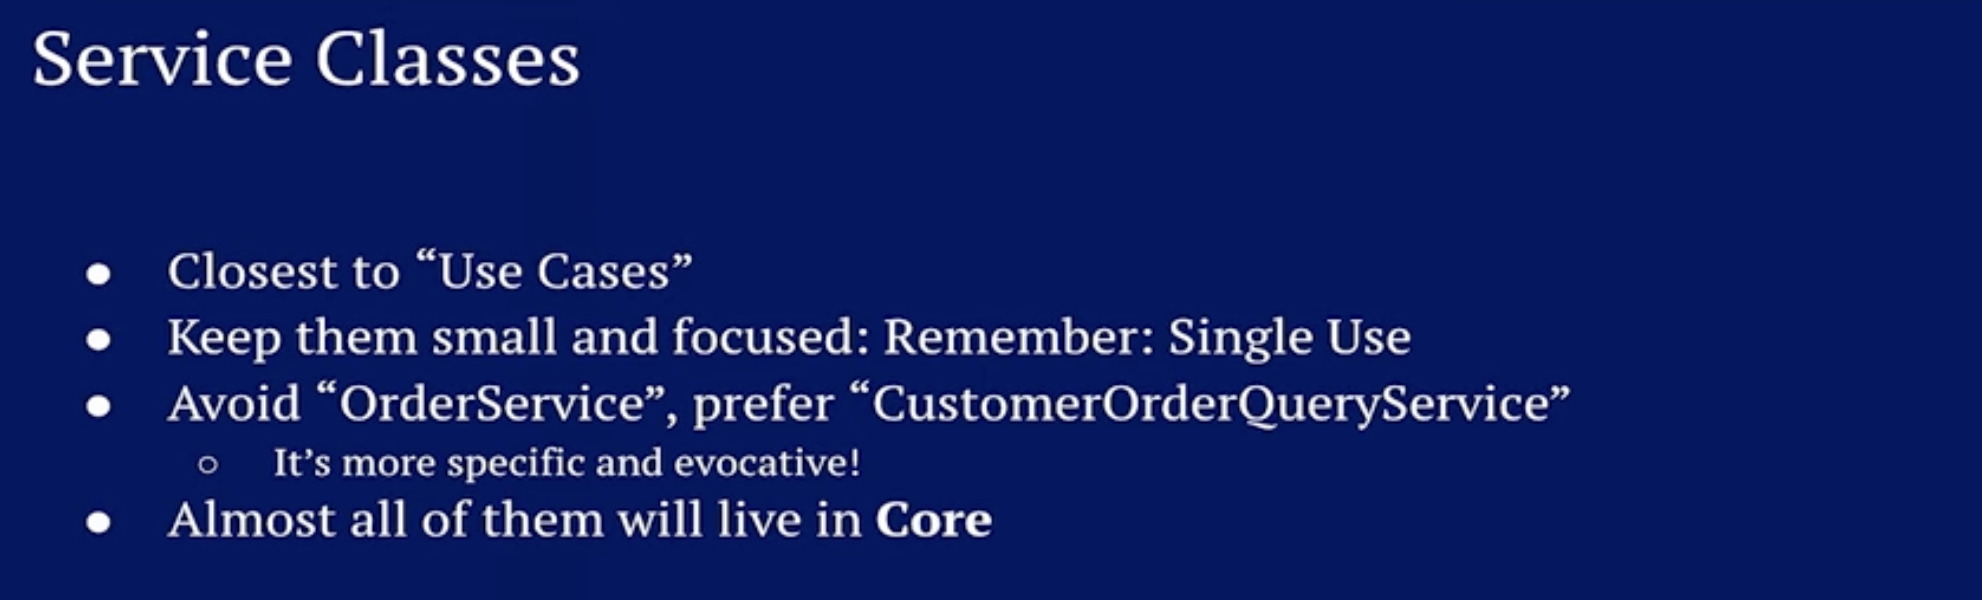 Service Classes
● Closest to “Use Cases”
● Keep them small and focused: Remember: Single Use
● Avoid “OrderService”, prefer “CustomerOrderQueryService”
○ It’s more specific and evocative!
● Almost all of them will live in Core